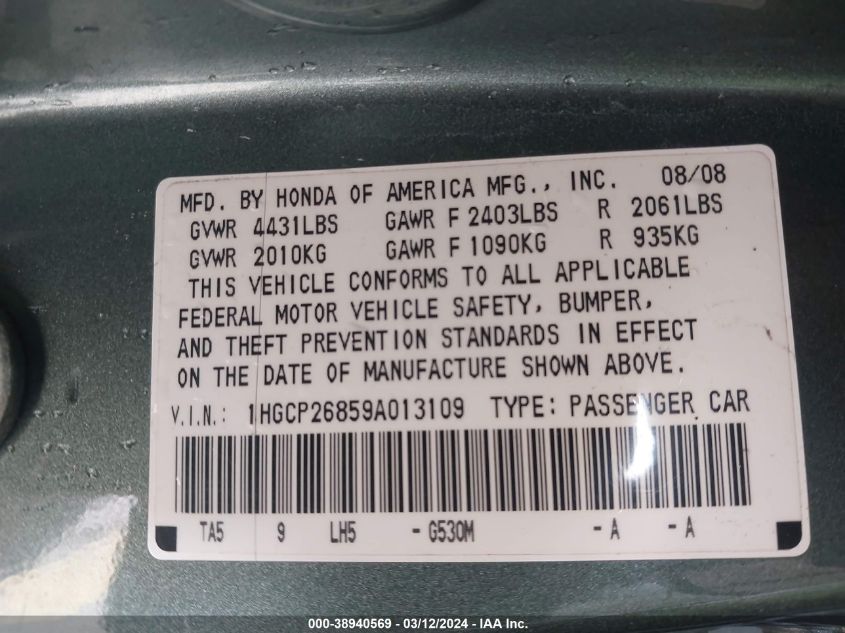 MFD. BY HONDA OF AMERICA MFG., INC. 08/08
GVWR 4431LBS GAWR F 2403LBS R 2061LBS
GVWR 2010KG GAWR F 1090KG R 935KG
THIS VEHICLE CONFORMS TO ALL APPLICABLE
FEDERAL MOTOR VEHICLE SAFETY, BUMPER,
AND THEFT PREVENTION STANDARDS IN EFFECT
ON THE DATE OF MANUFACTURE SHOWN ABOVE.
V.I.N.: 1HGCP26859A013109 TYPE: PASSENGER CAR
TA5 9 LH5 - G530M - A - A
000-38940569 - 03/12/2024 - IAA Inc.